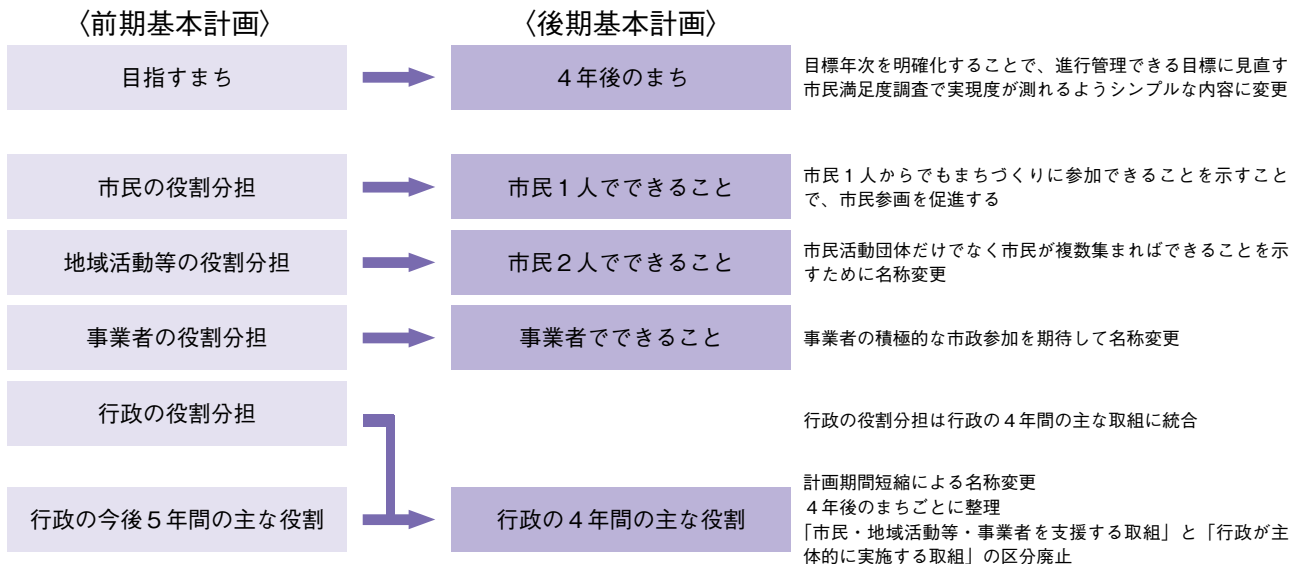 〈前期基本計画〉
〈後期基本計画〉
目指すまち
４年後のまち
目標年次を明確化することで、進行管理できる目標に見直す
市民満足度調査で実現度が測れるようシンプルな内容に変更
市民の役割分担
市民１人でできること
市民１人からでもまちづくりに参加できることを示すこと
で、市民参画を促進する
地域活動等の役割分担
市民２人でできること
市民活動団体だけでなく市民が複数集まればできることを示
すために名称変更
事業者の役割分担
事業者でできること
事業者の積極的な市政参加を期待して名称変更
行政の役割分担
行政の役割分担は行政の４年間の主な取組に統合
行政の今後５年間の主な役割
行政の４年間の主な役割
計画期間短縮による名称変更
４年後のまちごとに整理
「市民・地域活動等・事業者を支援する取組」と「行政が主
体的に実施する取組」の区分廃止